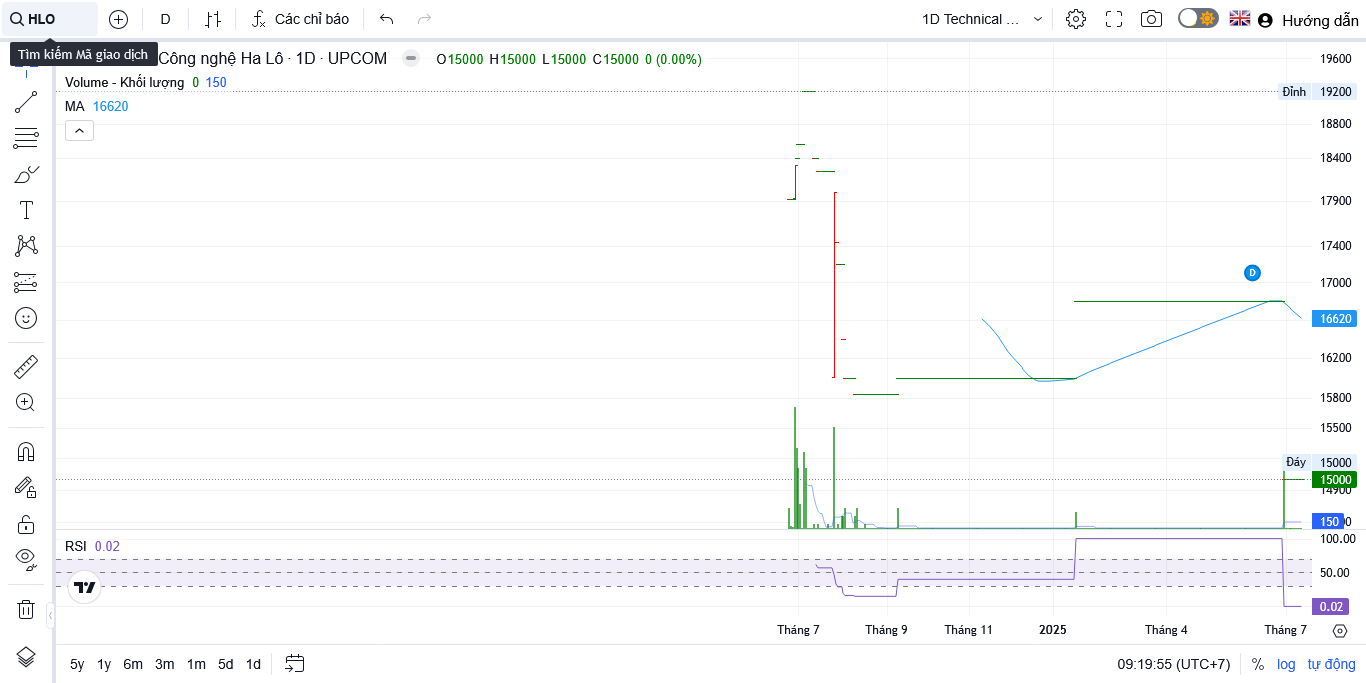 HLO D Các chỉ báo 1D Technical ... Hướng dẫn
Tìm kiếm Mã giao dịch
Công nghệ Ha Lô · 1D · UPCOM O15000 H15000 L15000 C15000 0 (0.00%)
Volume - Khối lượng 0 150
MA 16620
19600
Đỉnh 19200
18800
18400
17900
17400
17000
D
16620
16200
15800
15500
Đáy 15000
15000
14900
150
RSI 0.02
100.00
50.00
0.02
Tháng 7 Tháng 9 Tháng 11 2025 Tháng 4 Tháng 7
5y 1y 6m 3m 1m 5d 1d 09:19:55 (UTC+7) % log tự động